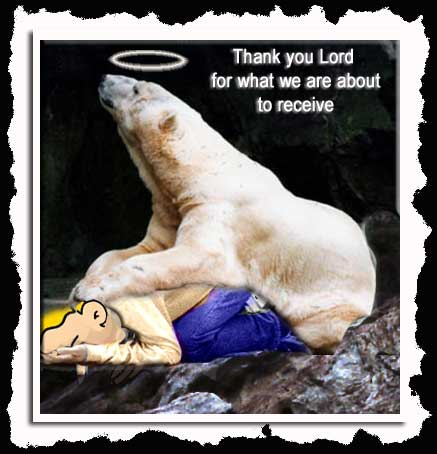 Thank you Lord
for what we are about
to receive